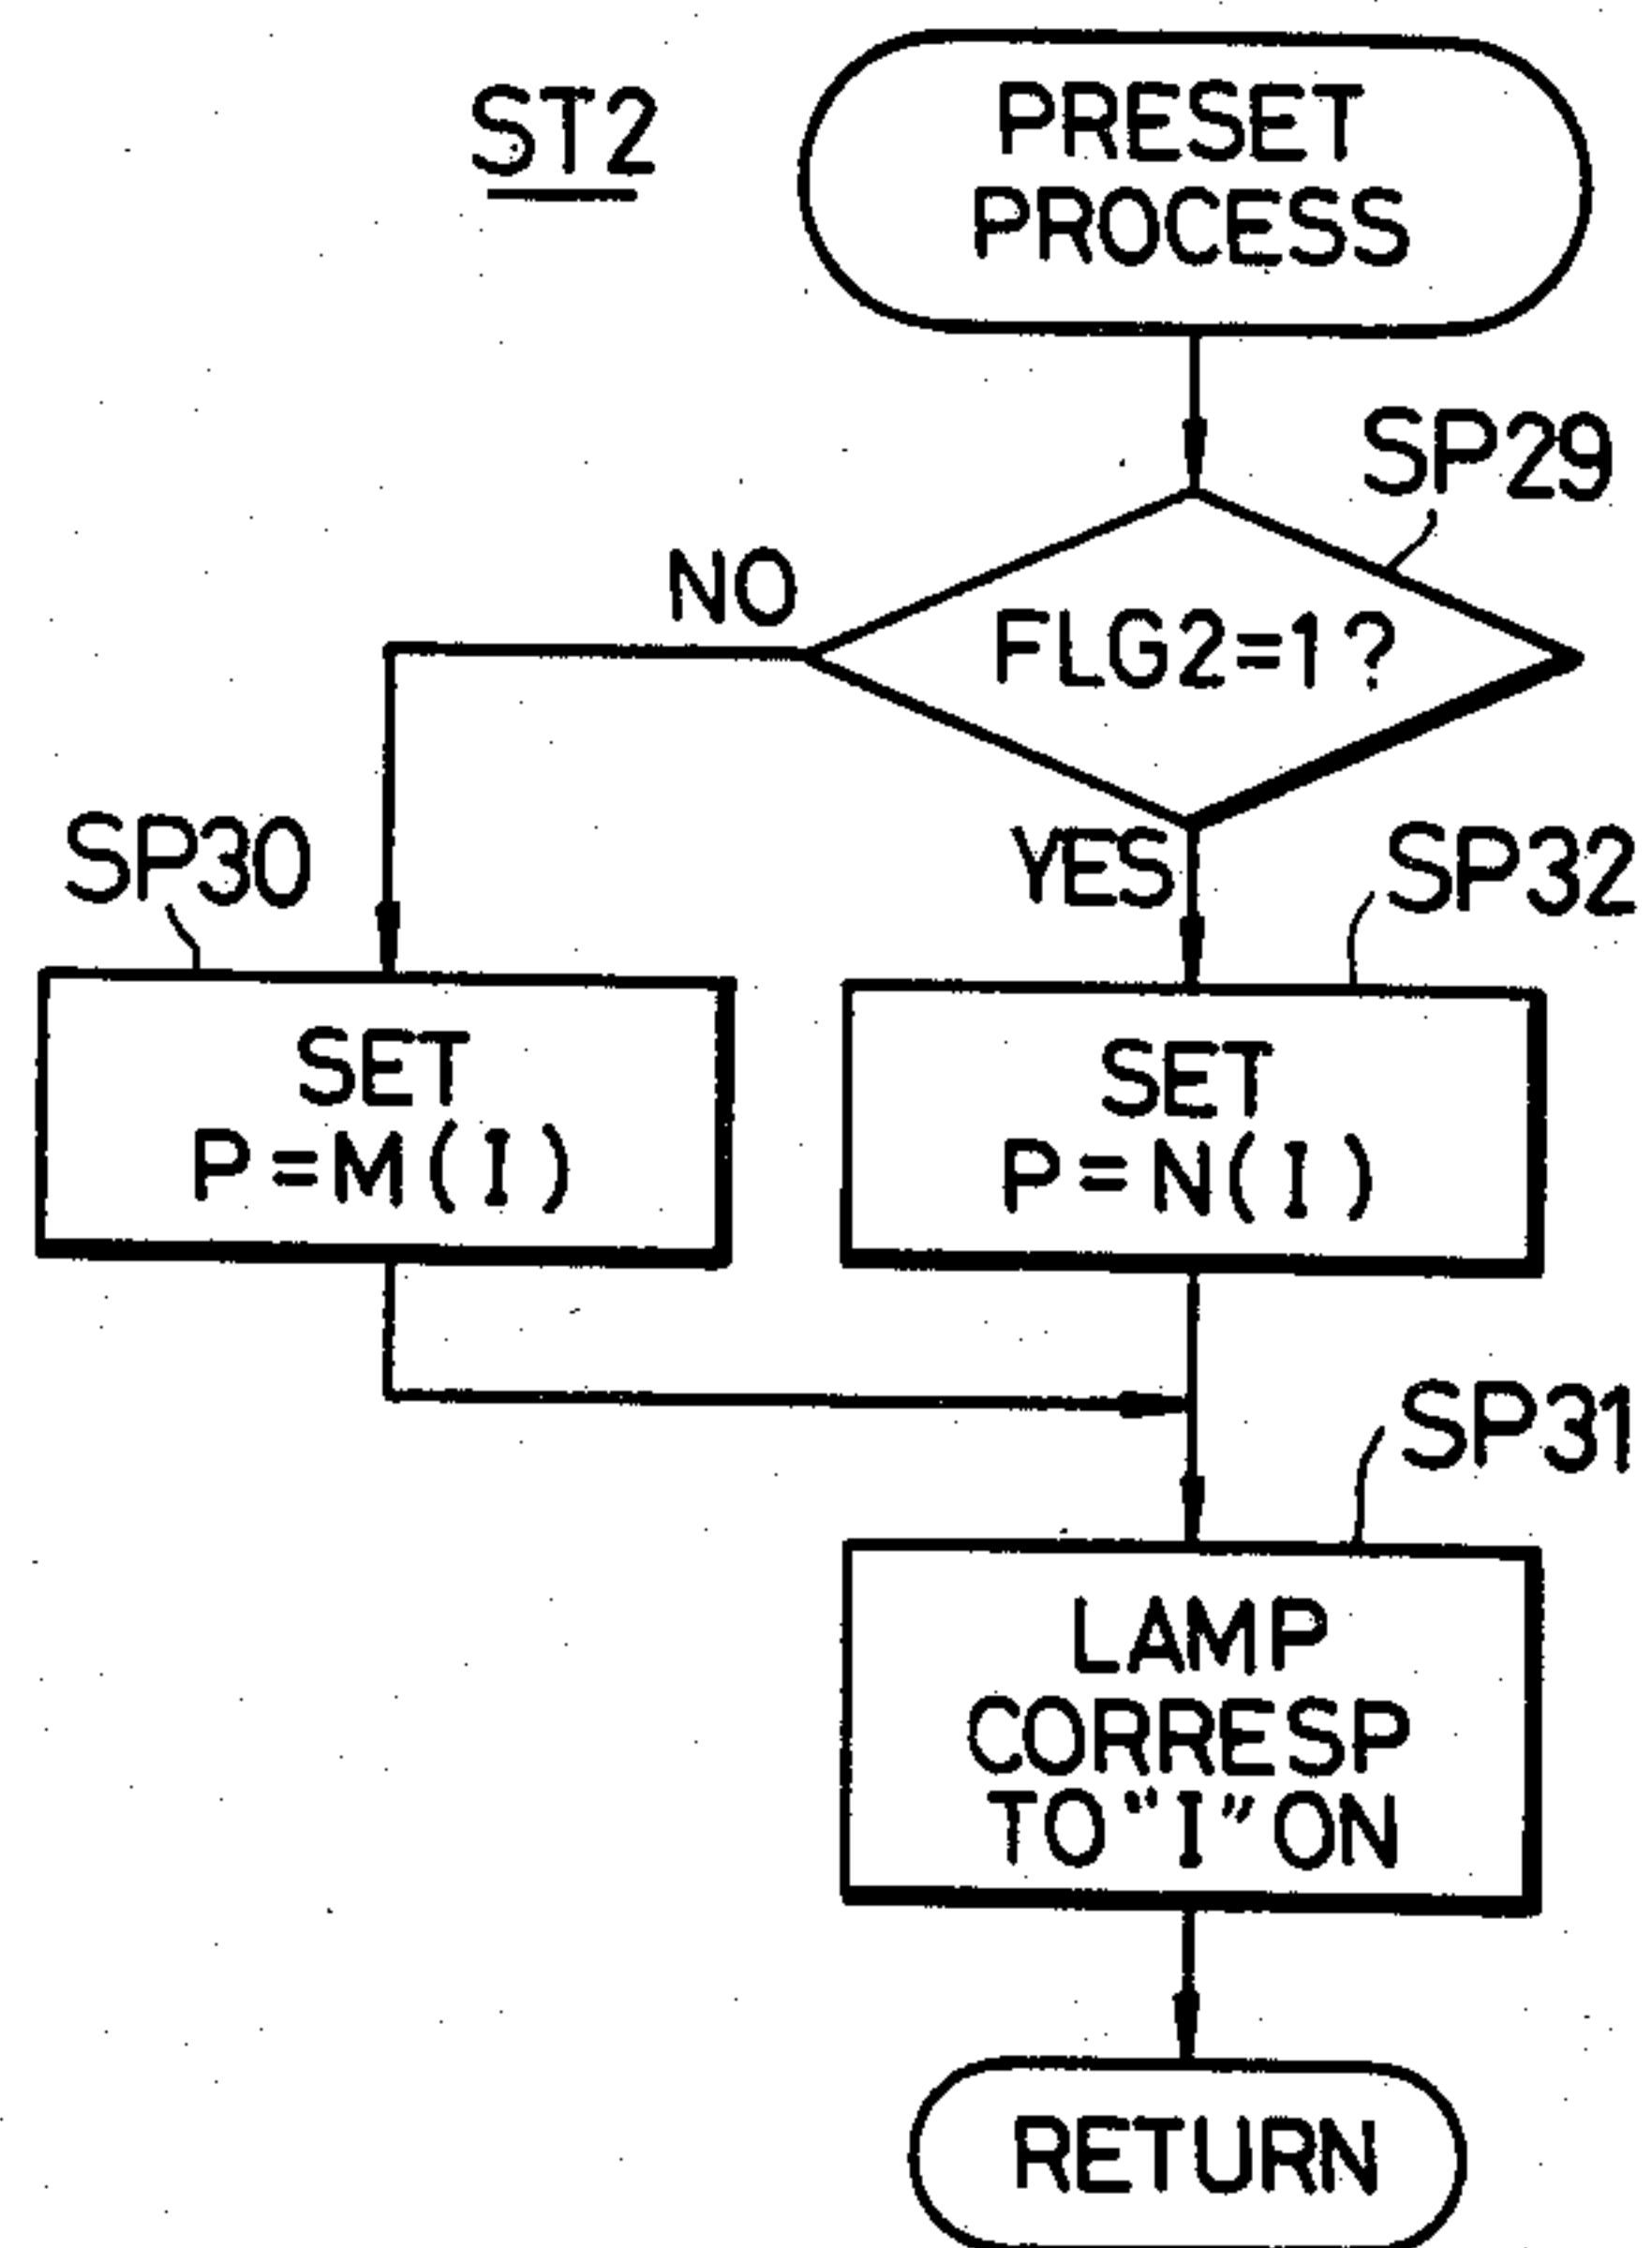 ST2
PRESET
PROCESS
SP29
NO
FLG2=1?
SP30
YES
SP32
SET
P=M(I)
SET
P=N(I)
SP31
LAMP
CORRESP
TO "I" ON
RETURN